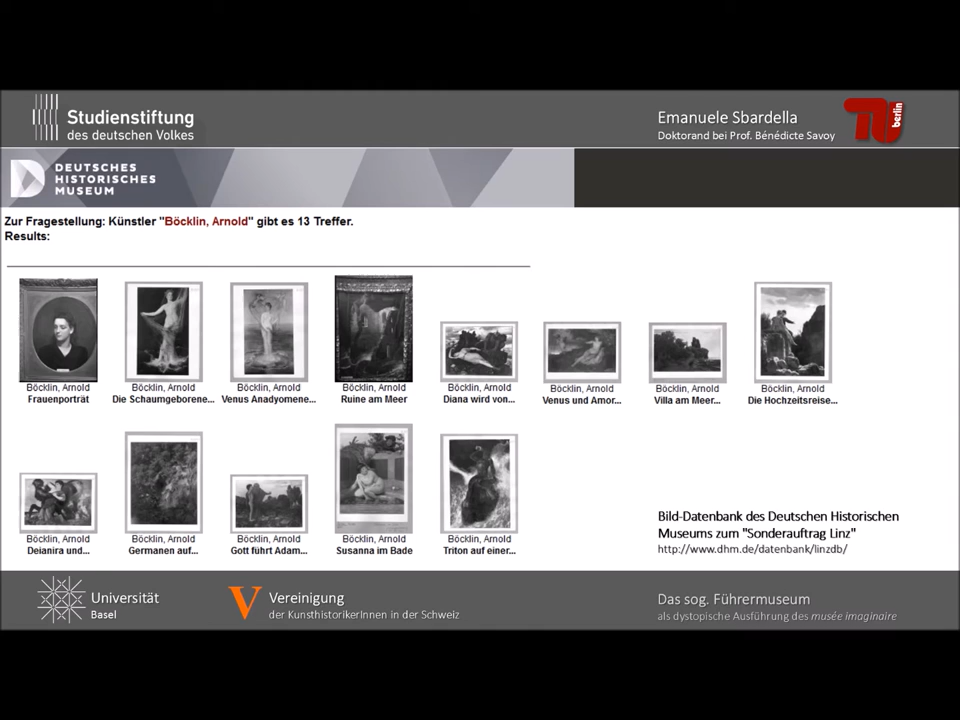 Studienstiftung
des deutschen Volkes
Emanuele Sbardella
Doktorand bei Prof. Bénédicte Savoy
TU berlin
DEUTSCHES
HISTORISCHES
MUSEUM
Zur Fragestellung: Künstler "Böcklin, Arnold" gibt es 13 Treffer.
Results:
Böcklin, Arnold
Frauenporträt
Böcklin, Arnold
Die Schaumgeborene...
Böcklin, Arnold
Venus Anadyomene...
Böcklin, Arnold
Ruine am Meer
Böcklin, Arnold
Diana wird von...
Böcklin, Arnold
Venus und Amor...
Böcklin, Arnold
Villa am Meer...
Böcklin, Arnold
Die Hochzeitsreise...
Böcklin, Arnold
Deianira und...
Böcklin, Arnold
Germanen auf...
Böcklin, Arnold
Gott führt Adam...
Böcklin, Arnold
Susanna im Bade
Böcklin, Arnold
Triton auf einer...
Bild-Datenbank des Deutschen Historischen
Museums zum "Sonderauftrag Linz"
http://www.dhm.de/datenbank/linzdb/
Universität
Basel
V
Vereinigung
der KunsthistorikerInnen in der Schweiz
Das sog. Führermuseum
als dystopische Ausführung des musée imaginaire